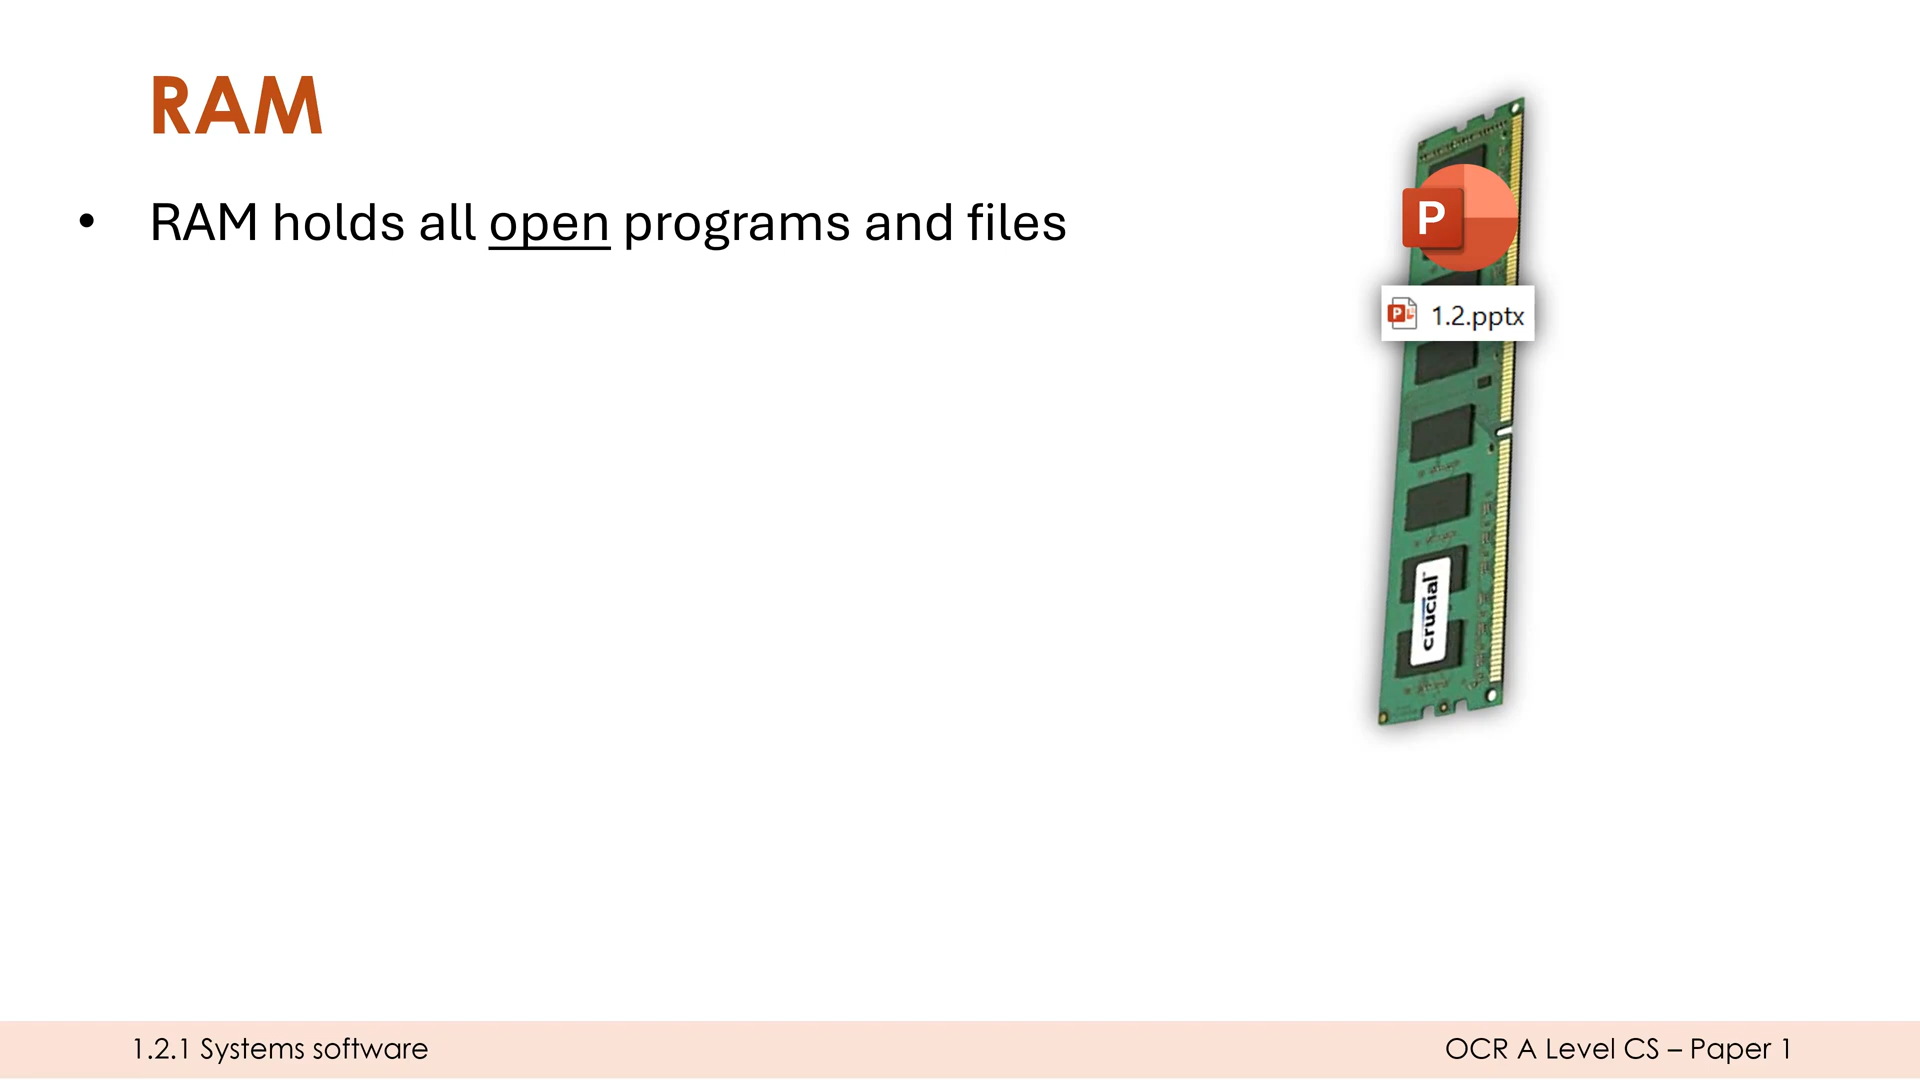 RAM
• RAM holds all open programs and files
P
P
1.2.pptx
crucial
1.2.1 Systems software
OCR A Level CS – Paper 1